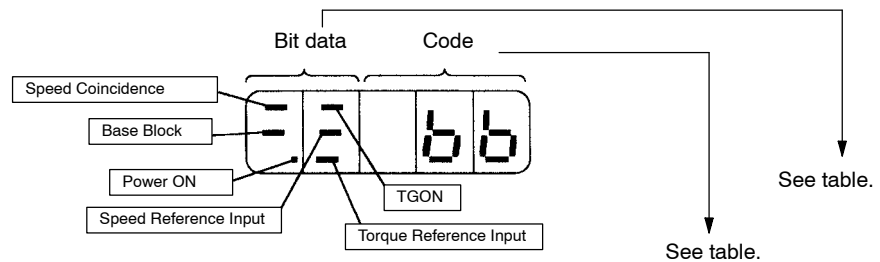 Bit data
Code
Speed Coincidence
Base Block
bb
Power ON
See table.
TGON
Speed Reference Input
Torque Reference Input
See table.